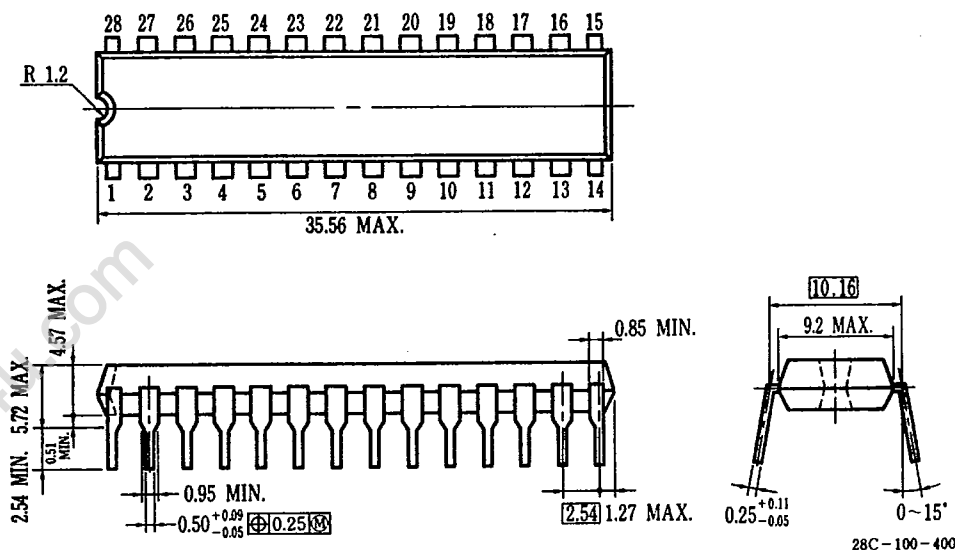 28 27 26 25 24 23 22 21 20 19 18 17 16 15
R 1.2
1 2 3 4 5 6 7 8 9 10 11 12 13 14
35.56 MAX.
10.16
9.2 MAX.
0.85 MIN.
4.57 MAX.
5.72 MAX.
0.51 MIN.
2.54 MIN.
0.95 MIN.
0.50 +0.09 -0.05 ⌖ 0.25 Ⓜ
2.54 1.27 MAX.
0.25 +0.11 -0.05
0~15°
28C-100-400
.com